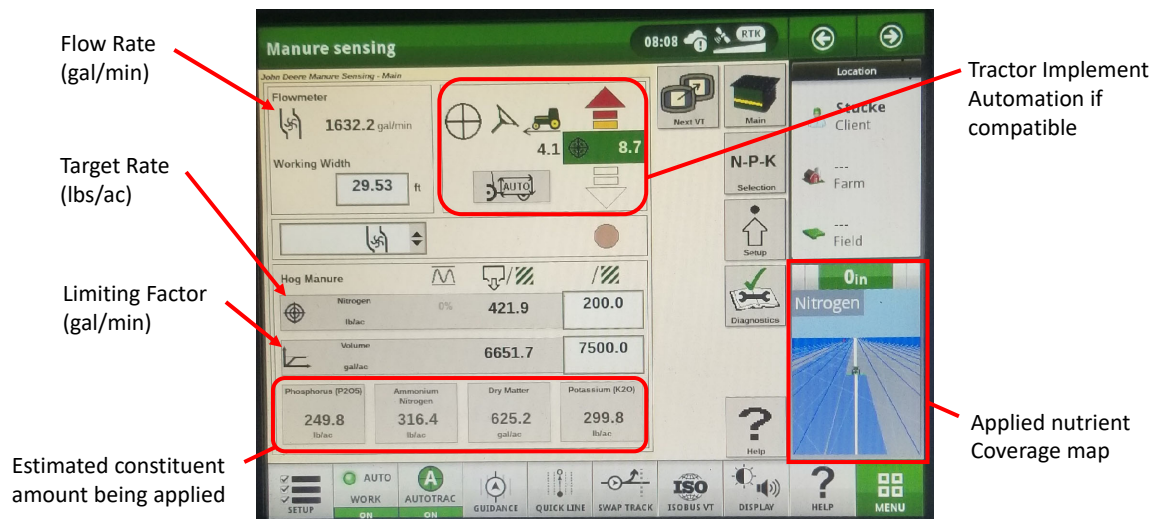 Flow Rate
(gal/min)
Target Rate
(lbs/ac)
Limiting Factor
(gal/min)
Estimated constituent
amount being applied
Manure sensing
08:08
RTK
John Deere Manure Sensing - Main
Flowmeter
1632.2 gal/min
Working Width
29.53 ft
4.1
8.7
AUTO
Next VT
Main
N-P-K
Selection
Setup
Diagnostics
Help
Hog Manure
Nitrogen
lb/ac
0%
421.9
200.0
Volume
gal/ac
6651.7
7500.0
Phosphorus (P2O5)
249.8
lb/ac
Ammonium
Nitrogen
316.4
lb/ac
Dry Matter
625.2
gal/ac
Potassium (K2O)
299.8
lb/ac
Location
Stucke
Client
---
Farm
---
Field
0in
Nitrogen
SETUP
AUTO
WORK
ON
A
AUTOTRAC
ON
GUIDANCE
QUICK LINE
SWAP TRACK
ISO
ISOBUS VT
DISPLAY
?
HELP
MENU
Tractor Implement
Automation if
compatible
Applied nutrient
Coverage map